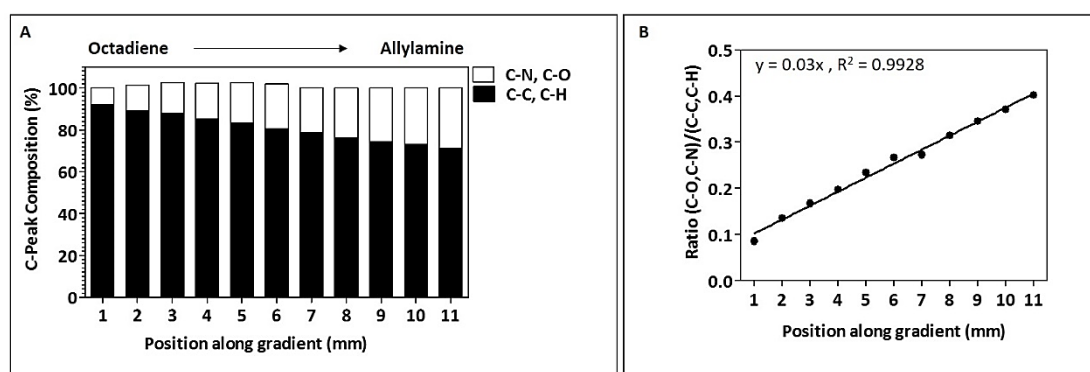 A
Octadiene
Allylamine
C-N, C-O
C-C, C-H
C-Peak Composition (%)
100
80
60
40
20
0
1 2 3 4 5 6 7 8 9 10 11
Position along gradient (mm)
B
y = 0.03x , R² = 0.9928
Ratio (C-O,C-N)/(C-C,C-H)
0.5
0.4
0.3
0.2
0.1
0.0
1 2 3 4 5 6 7 8 9 10 11
Position along gradient (mm)